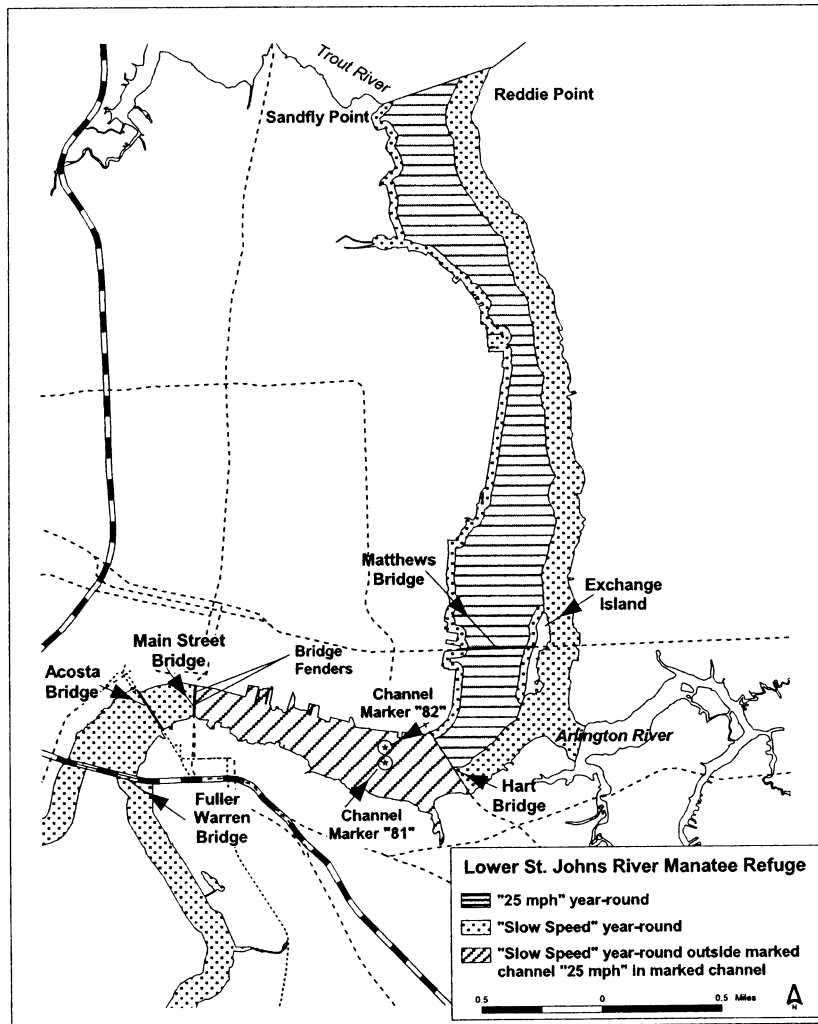 Trout River
Reddie Point
Sandfly Point
Matthews
Bridge
Exchange
Island
Main Street
Bridge
Bridge
Fenders
Acosta
Bridge
Channel
Marker "82"
Arlington River
Hart
Bridge
Fuller
Warren
Bridge
Channel
Marker "81"
Lower St. Johns River Manatee Refuge
"25 mph" year-round
"Slow Speed" year-round
"Slow Speed" year-round outside marked
channel "25 mph" in marked channel
0.5 0 0.5 Miles
N